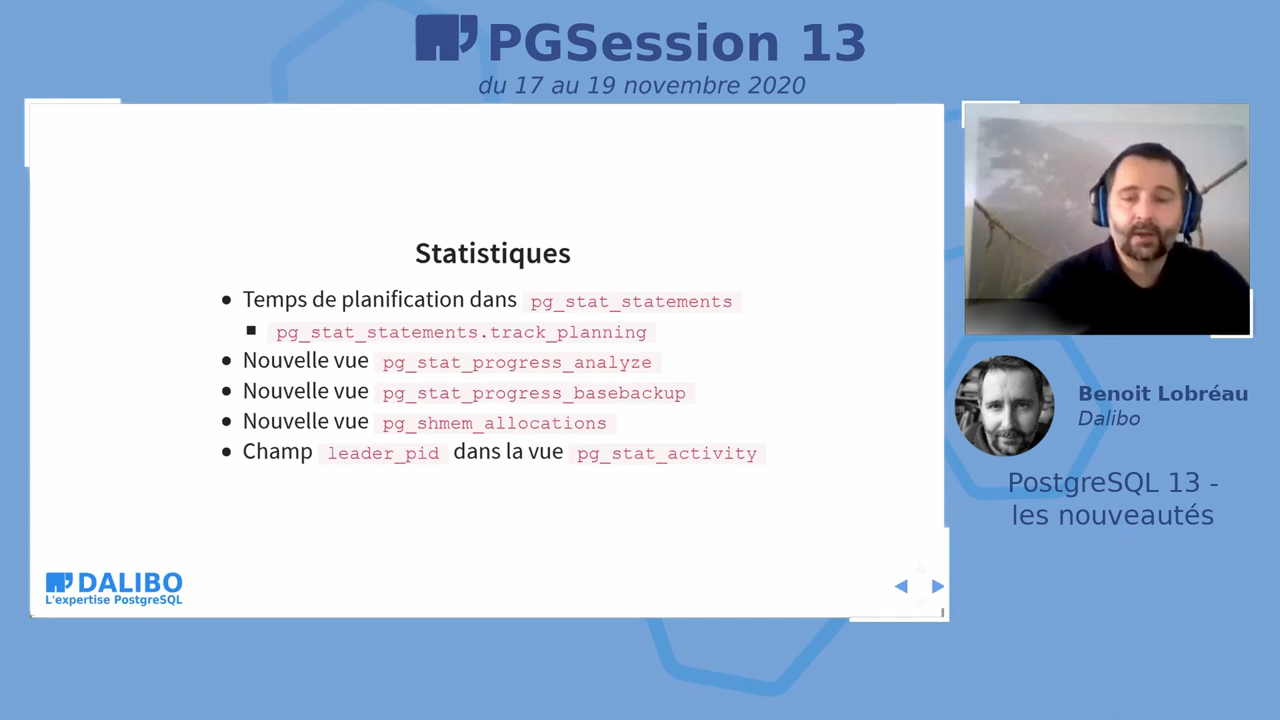 PGSession 13
du 17 au 19 novembre 2020
Statistiques
Temps de planification dans pg_stat_statements
pg_stat_statements.track_planning
Nouvelle vue pg_stat_progress_analyze
Nouvelle vue pg_stat_progress_basebackup
Nouvelle vue pg_shmem_allocations
Champ leader_pid dans la vue pg_stat_activity
DALIBO
L'expertise PostgreSQL
Benoit Lobréau
Dalibo
PostgreSQL 13 -
les nouveautés